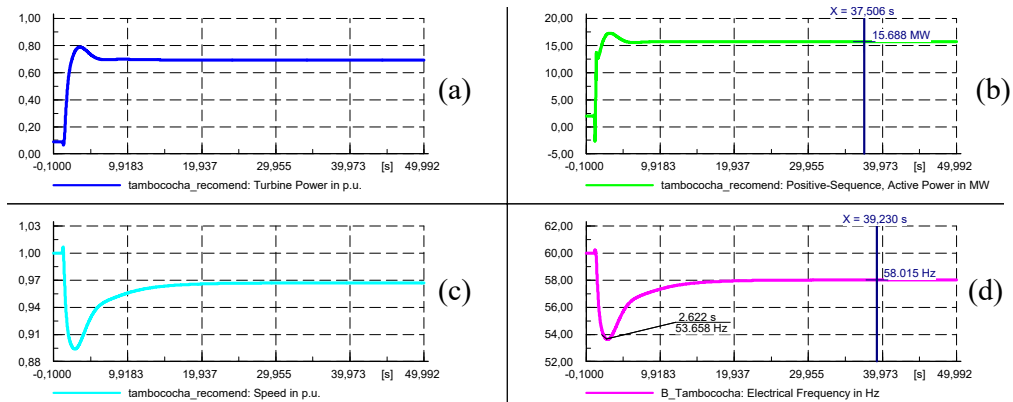 1,00
0,80
0,60
0,40
0,20
0,00
-0,1000 9,9183 19,937 29,955 39,973 [s] 49,992
tambococha_recomend: Turbine Power in p.u.
(a)
X = 37,506 s
20,00
15,00
10,00
5,00
0,00
-5,00
15.688 MW
-0,1000 9,9183 19,937 29,955 39,973 [s] 49,992
tambococha_recomend: Positive-Sequence, Active Power in MW
(b)
1,03
1,00
0,97
0,94
0,91
0,88
-0,1000 9,9183 19,937 29,955 39,973 [s] 49,992
tambococha_recomend: Speed in p.u.
(c)
X = 39,230 s
62,00
60,00
58,00
56,00
54,00
52,00
58.015 Hz
2.622 s
53.658 Hz
-0,1000 9,9183 19,937 29,955 39,973 [s] 49,992
B_Tambococha: Electrical Frequency in Hz
(d)